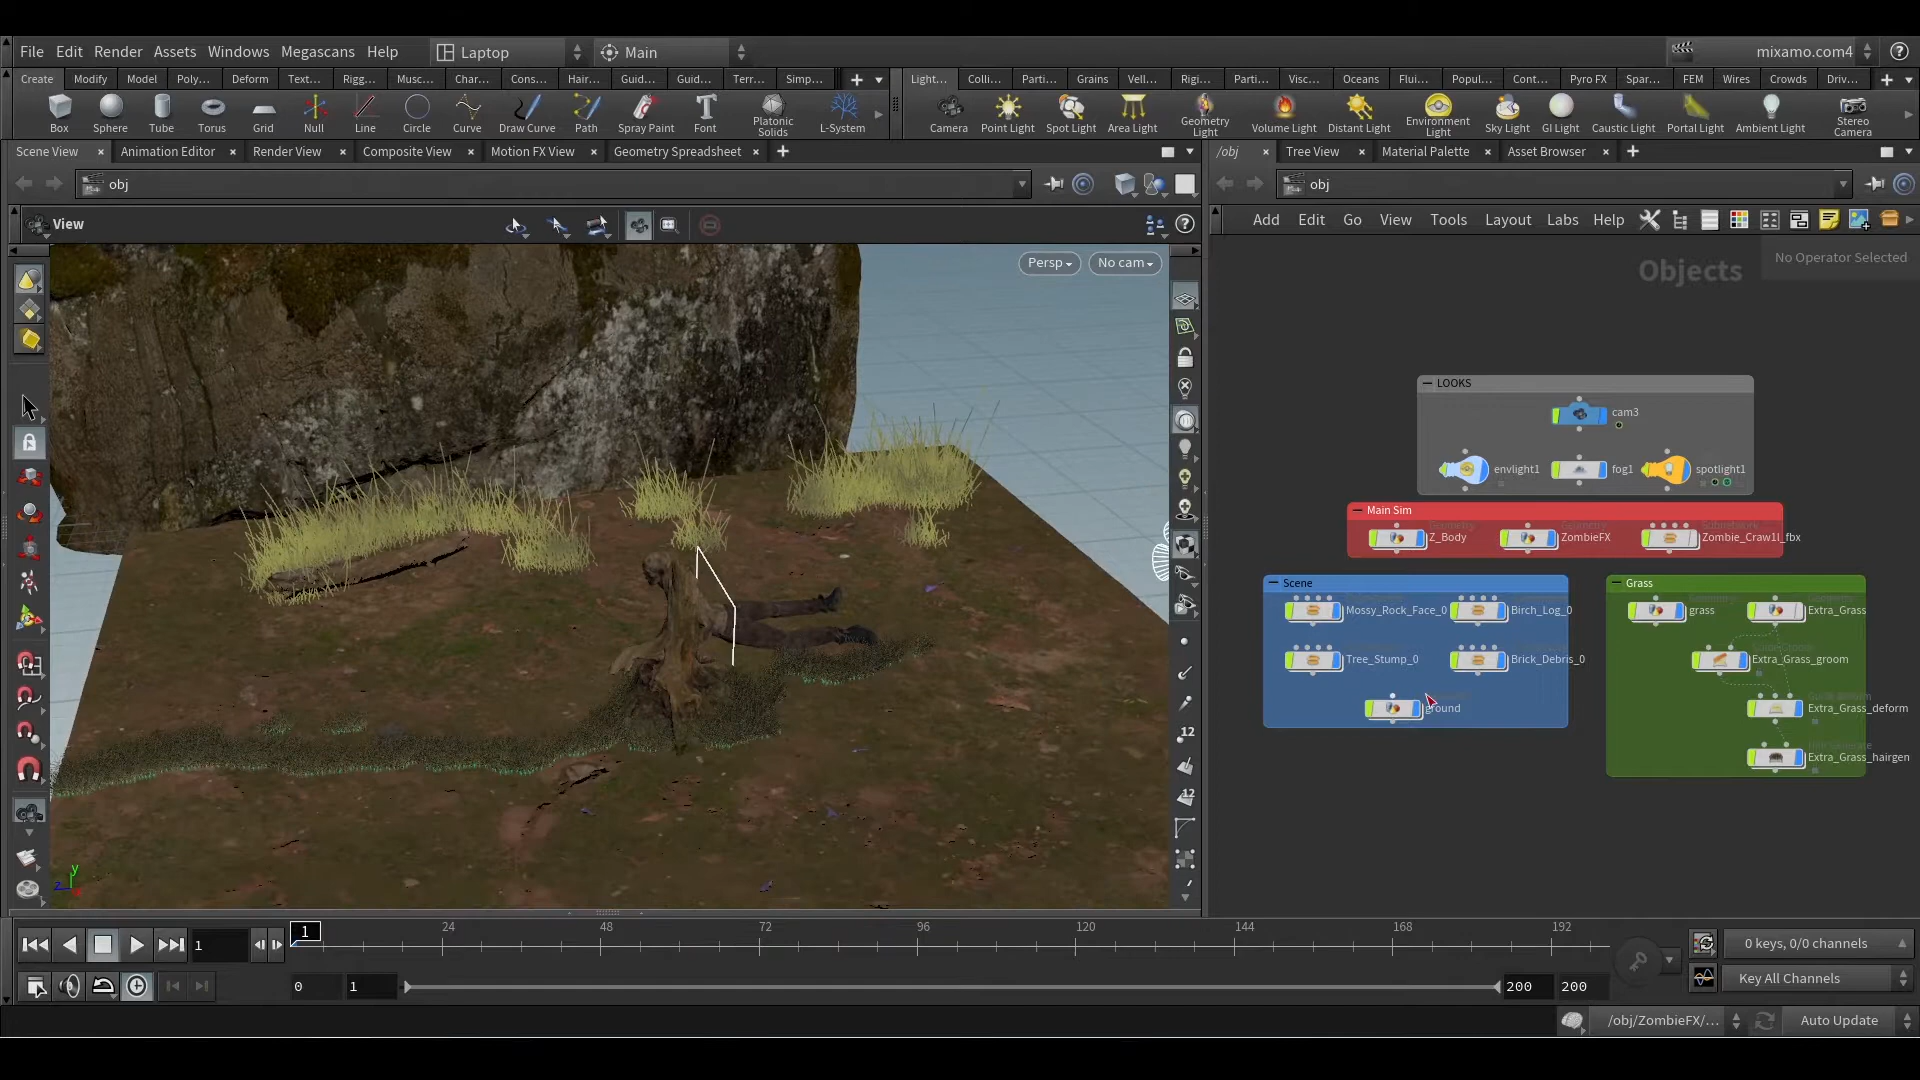 File Edit Render Assets Windows Megascans Help Laptop Main mixamo.com4
Create Modify Model Poly... Deform Text... Rigg... Musc... Char... Cons... Hair... Guid... Guid... Terr... Simp... Light... Colli... Parti... Grains Vell... Rigi... Parti... Visc... Oceans Flui... Popul... Cont... Pyro FX Spar... FEM Wires Crowds Driv...
Box Sphere Tube Torus Grid Null Line Circle Curve Draw Curve Path Spray Paint Font Platonic Solids L-System Camera Point Light Spot Light Area Light Geometry Light Volume Light Distant Light Environment Light Sky Light GI Light Caustic Light Portal Light Ambient Light Stereo Camera
Scene View Animation Editor Render View Composite View Motion FX View Geometry Spreadsheet /obj Tree View Material Palette Asset Browser
obj obj
View Add Edit Go View Tools Layout Labs Help
Persp No cam
No Operator Selected
Objects
LOOKS
cam3
envlight1 fog1 spotlight1
Main Sim
Geometry Geometry Subnetwork
Z_Body ZombieFX Zombie_Craw1l_fbx
Scene Grass
Mossy_Rock_Face_0 Birch_Log_0 grass Extra_Grass
Tree_Stump_0 Brick_Debris_0 Extra_Grass_groom
ground Extra_Grass_deform
Extra_Grass_hairgen
12
12
y
z
1 1 24 48 72 96 120 144 168 192 0 keys, 0/0 channels
0 1 200 200 Key All Channels
/obj/ZombieFX/... Auto Update